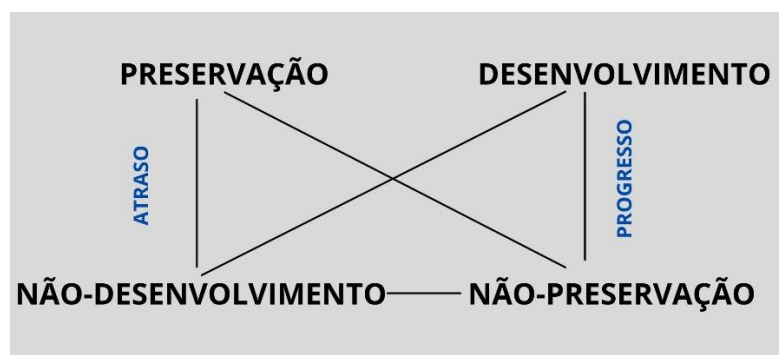 PRESERVAÇÃO
DESENVOLVIMENTO
ATRASO
PROGRESSO
NÃO-DESENVOLVIMENTO
NÃO-PRESERVAÇÃO